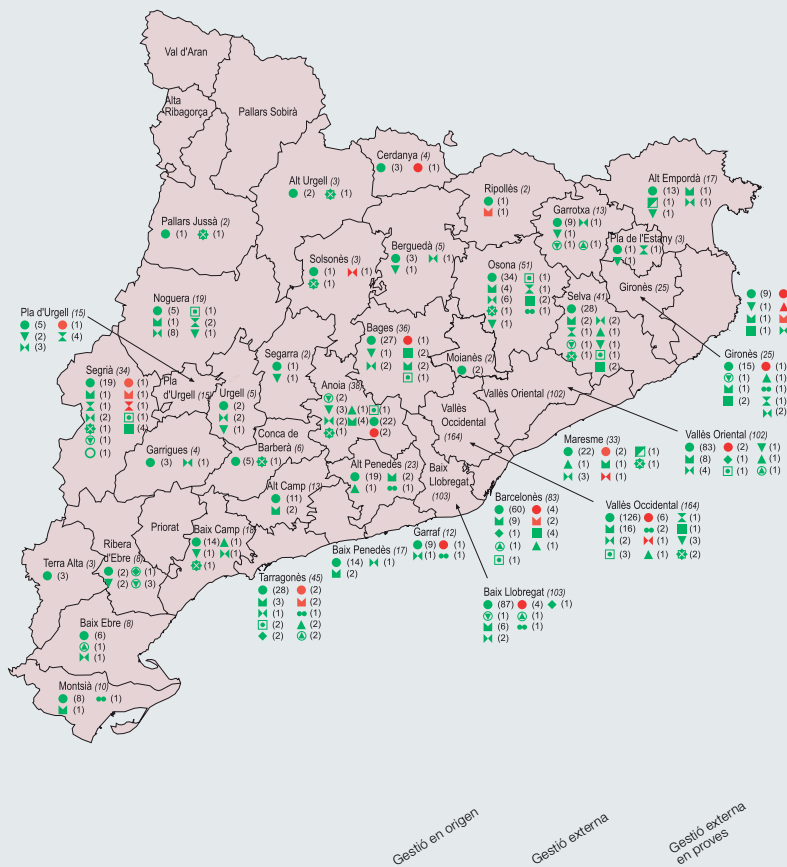 Val d'Aran
Alta
Ribagorça
Pallars Sobirà
Cerdanya (4)
(3) (1)
Alt Urgell (3)
(2) (1)
Ripollès (2)
(1)
(1)
Alt Empordà (17)
(13) (1)
(1) (1)
(1)
Garrotxa (13)
(9) (1)
(1)
(1) (1)
Pla de l'Estany (3)
(1) (1)
(1)
Pallars Jussà (2)
(1) (1)
Solsonès (3)
(1) (1)
(1)
Berguedà (5)
(3) (1)
(1)
Osona (51)
(34) (1)
(4) (1)
(6) (2)
(1) (1)
(1)
Gironès (25)
Selva (41)
(28)
(2) (2)
(1) (1)
(1) (1)
(1) (1)
(2)
(9)
(1)
(1)
(1)
Noguera (19)
(5) (1)
(1) (2)
(8) (1)
Pla d'Urgell (15)
(5) (1)
(2) (4)
(3)
Segarra (2)
(1)
(1)
Bages (36)
(27) (1)
(1) (2)
(2) (2)
(1)
Moianès (2)
(2)
Gironès (25)
(15) (1)
(1) (1)
(1) (1)
(2) (1)
(2)
Segrià (34)
(19) (1)
(1) (1)
(1) (1)
(2) (1)
(1) (4)
(1)
(1)
Pla
d'Urgell (15)
Urgell (5)
(2)
(2)
(1)
Anoia (38)
(2)
(3) (1) (1)
(2) (4) (22)
(1) (2)
Vallès Oriental (102)
Vallès
Occidental
(164)
Conca de
Barberà (6)
(5) (1)
Garrigues (4)
(3) (1)
Alt Penedès (23)
(19) (2)
(1) (1)
Baix
Llobregat
(103)
Maresme (33)
(22) (2) (1)
(1) (1) (1)
(3) (1)
Vallès Oriental (102)
(83) (2) (1)
(8) (1) (1)
(4) (1) (1)
Alt Camp (13)
(11)
(2)
Barcelonès (83)
(60) (4)
(9) (2)
(1) (4)
(1) (1)
(1)
Vallès Occidental (164)
(126) (6) (1)
(16) (2) (1)
(2) (1) (3)
(3) (1) (2)
Priorat
Baix Camp (18)
(14) (1)
(1) (1)
(1)
Garraf (12)
(9) (1)
(1) (1)
Baix Penedès (17)
(14) (1)
(2)
Terra Alta (3)
(3)
Ribera
d'Ebre (8)
(2) (1)
(2) (3)
Tarragonès (45)
(28) (2)
(3) (2)
(1) (1)
(2) (2)
(2) (2)
Baix Llobregat (103)
(87) (4) (1)
(1) (1)
(6) (1)
(2)
Baix Ebre (8)
(6)
(1)
(1)
Montsià (10)
(8) (1)
(1)
Gestió en origen
Gestió externa
Gestió externa
en proves